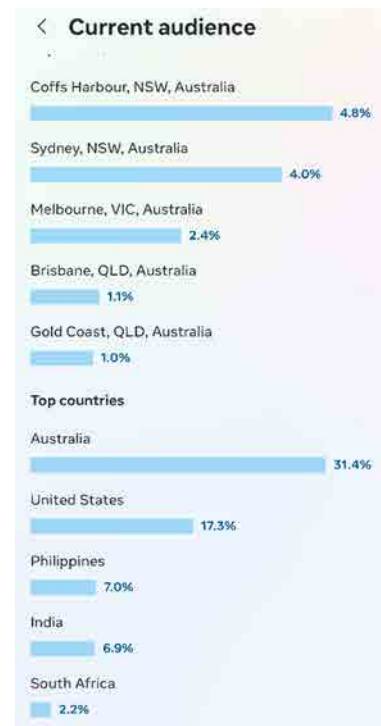 Current audience
Coffs Harbour, NSW, Australia
4.8%
Sydney, NSW, Australia
4.0%
Melbourne, VIC, Australia
2.4%
Brisbane, QLD, Australia
1.1%
Gold Coast, QLD, Australia
1.0%
Top countries
Australia
31.4%
United States
17.3%
Philippines
7.0%
India
6.9%
South Africa
2.2%